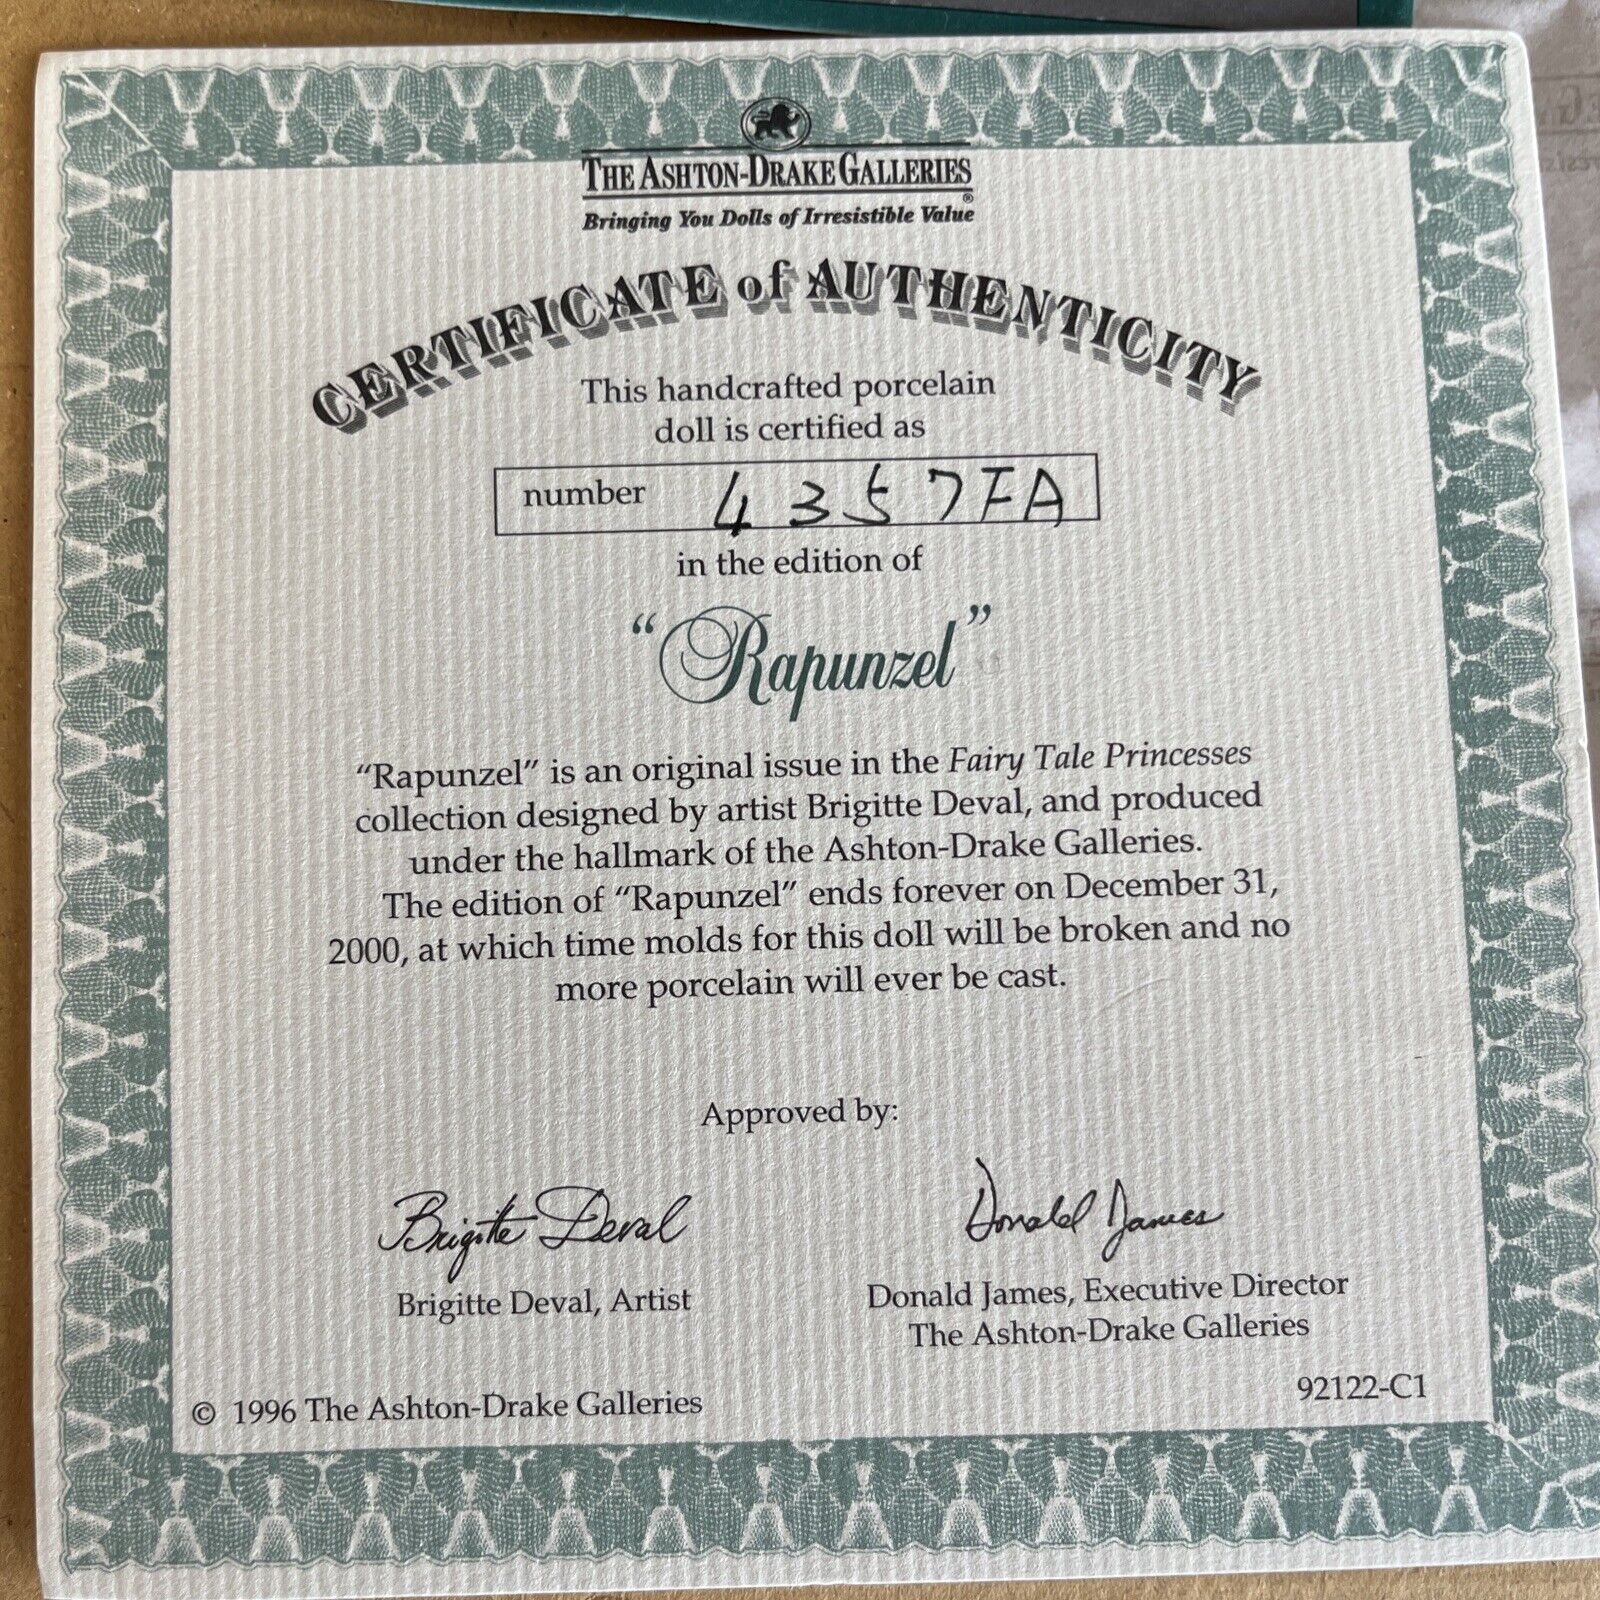 THE ASHTON-DRAKE GALLERIES®
Bringing You Dolls of Irresistible Value
CERTIFICATE of AUTHENTICITY
This handcrafted porcelain
doll is certified as
number 4357FA
in the edition of
“Rapunzel”
“Rapunzel” is an original issue in the Fairy Tale Princesses
collection designed by artist Brigitte Deval, and produced
under the hallmark of the Ashton-Drake Galleries.
The edition of “Rapunzel” ends forever on December 31,
2000, at which time molds for this doll will be broken and no
more porcelain will ever be cast.
Approved by:
Brigitte Deval
Donald James
Brigitte Deval, Artist
Donald James, Executive Director
The Ashton-Drake Galleries
92122-C1
© 1996 The Ashton-Drake Galleries